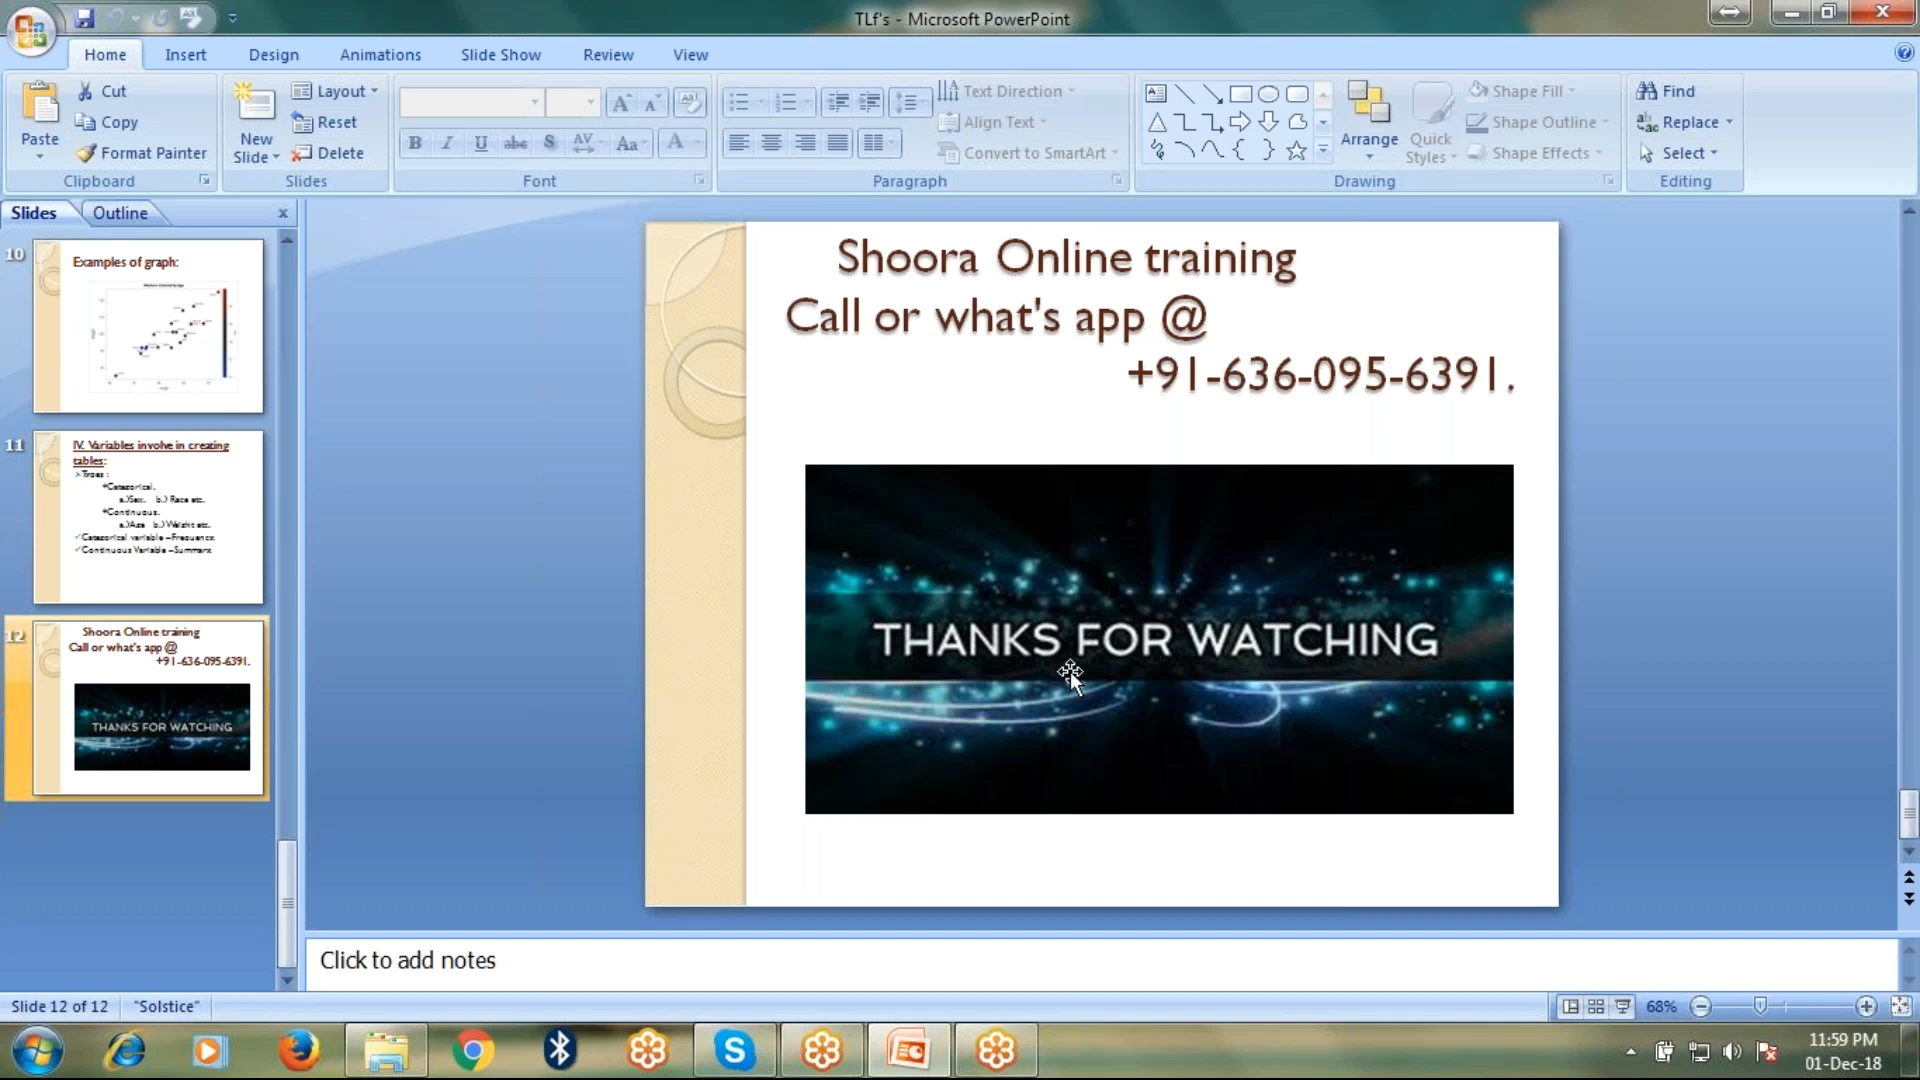 TLf's - Microsoft PowerPoint
Home Insert Design Animations Slide Show Review View
Paste
Cut
Copy
Format Painter
Clipboard
New
Slide
Layout
Reset
Delete
Slides
Font
Text Direction
Align Text
Convert to SmartArt
Paragraph
Arrange
Quick
Styles
Shape Fill
Shape Outline
Shape Effects
Drawing
Find
Replace
Select
Editing
Slides Outline
10
Examples of graph:
11
IV. Variables involve in creating
tables:
12
Shoora Online training
Call or what's app @
+91-636-095-6391.
THANKS FOR WATCHING
Shoora Online training
Call or what's app @
+91-636-095-6391.
THANKS FOR WATCHING
Click to add notes
Slide 12 of 12 "Solstice" 68%
11:59 PM
01-Dec-18